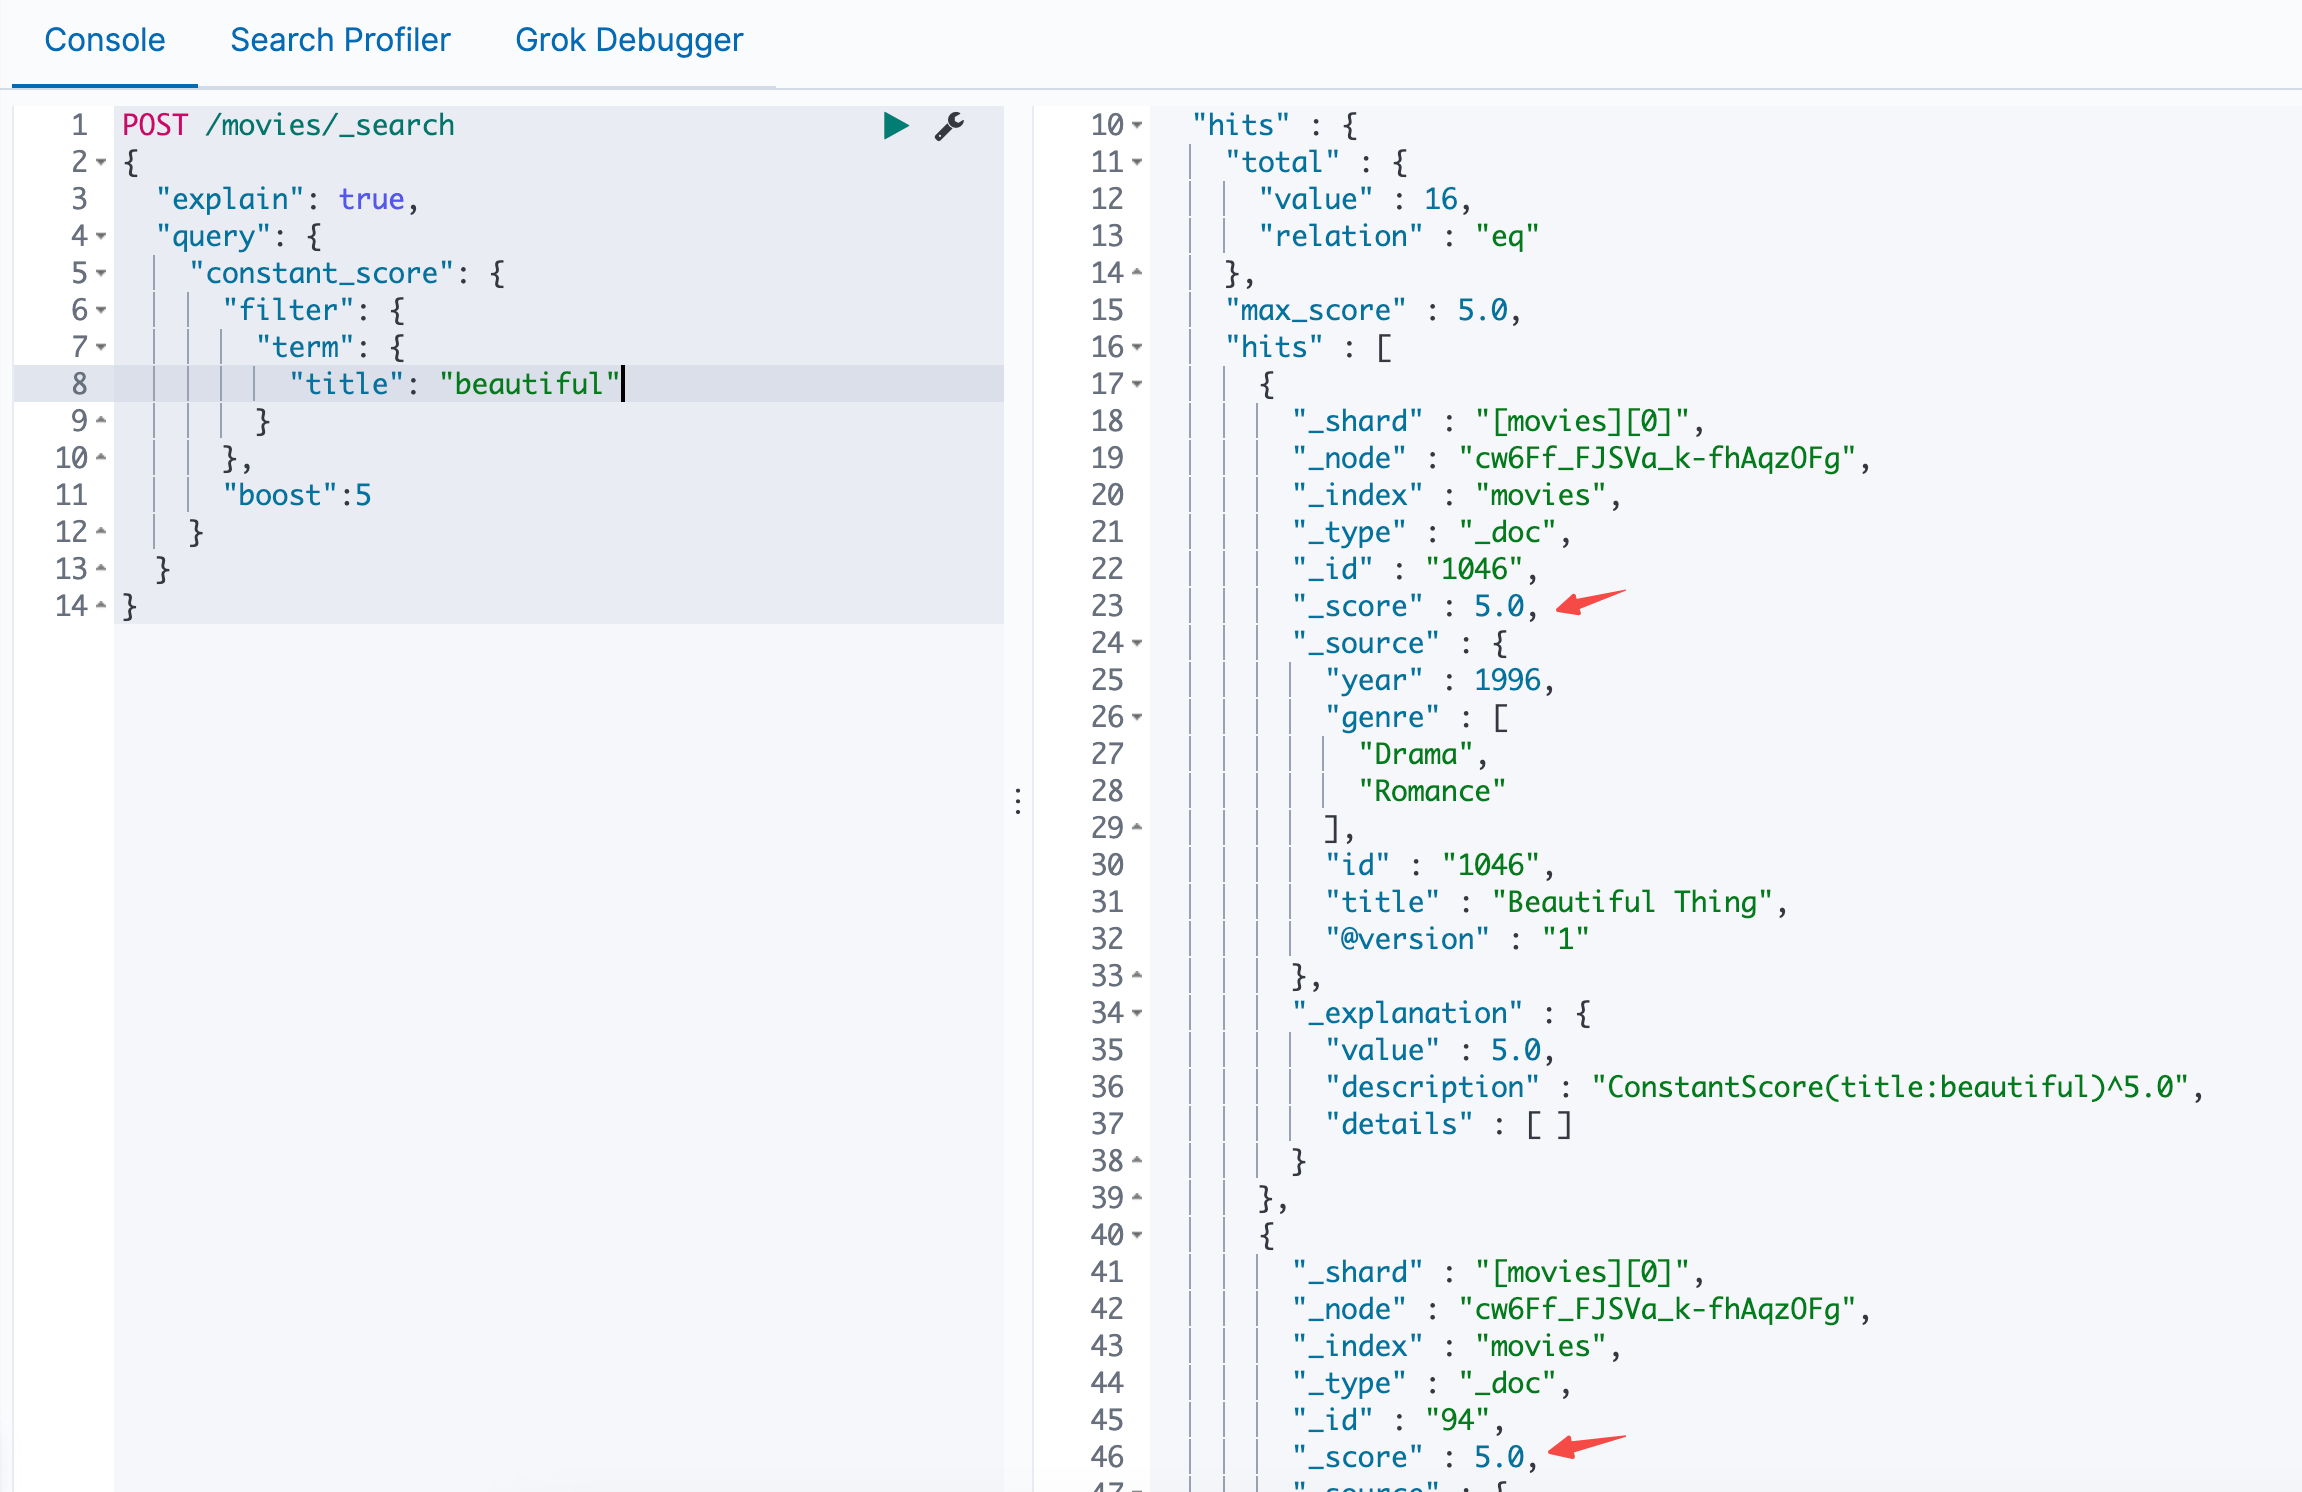 Console Search Profiler Grok Debugger
1 POST /movies/_search
2 {
3 "explain": true,
4 "query": {
5 "constant_score": {
6 "filter": {
7 "term": {
8 "title": "beautiful"
9 }
10 },
11 "boost":5
12 }
13 }
14 }
10 "hits" : {
11 "total" : {
12 "value" : 16,
13 "relation" : "eq"
14 },
15 "max_score" : 5.0,
16 "hits" : [
17 {
18 "_shard" : "[movies][0]",
19 "_node" : "cw6Ff_FJSVa_k-fhAqzOFg",
20 "_index" : "movies",
21 "_type" : "_doc",
22 "_id" : "1046",
23 "_score" : 5.0,
24 "_source" : {
25 "year" : 1996,
26 "genre" : [
27 "Drama",
28 "Romance"
29 ],
30 "id" : "1046",
31 "title" : "Beautiful Thing",
32 "@version" : "1"
33 },
34 "_explanation" : {
35 "value" : 5.0,
36 "description" : "ConstantScore(title:beautiful)^5.0",
37 "details" : [ ]
38 }
39 },
40 {
41 "_shard" : "[movies][0]",
42 "_node" : "cw6Ff_FJSVa_k-fhAqzOFg",
43 "_index" : "movies",
44 "_type" : "_doc",
45 "_id" : "94",
46 "_score" : 5.0,
47 "_source" : {